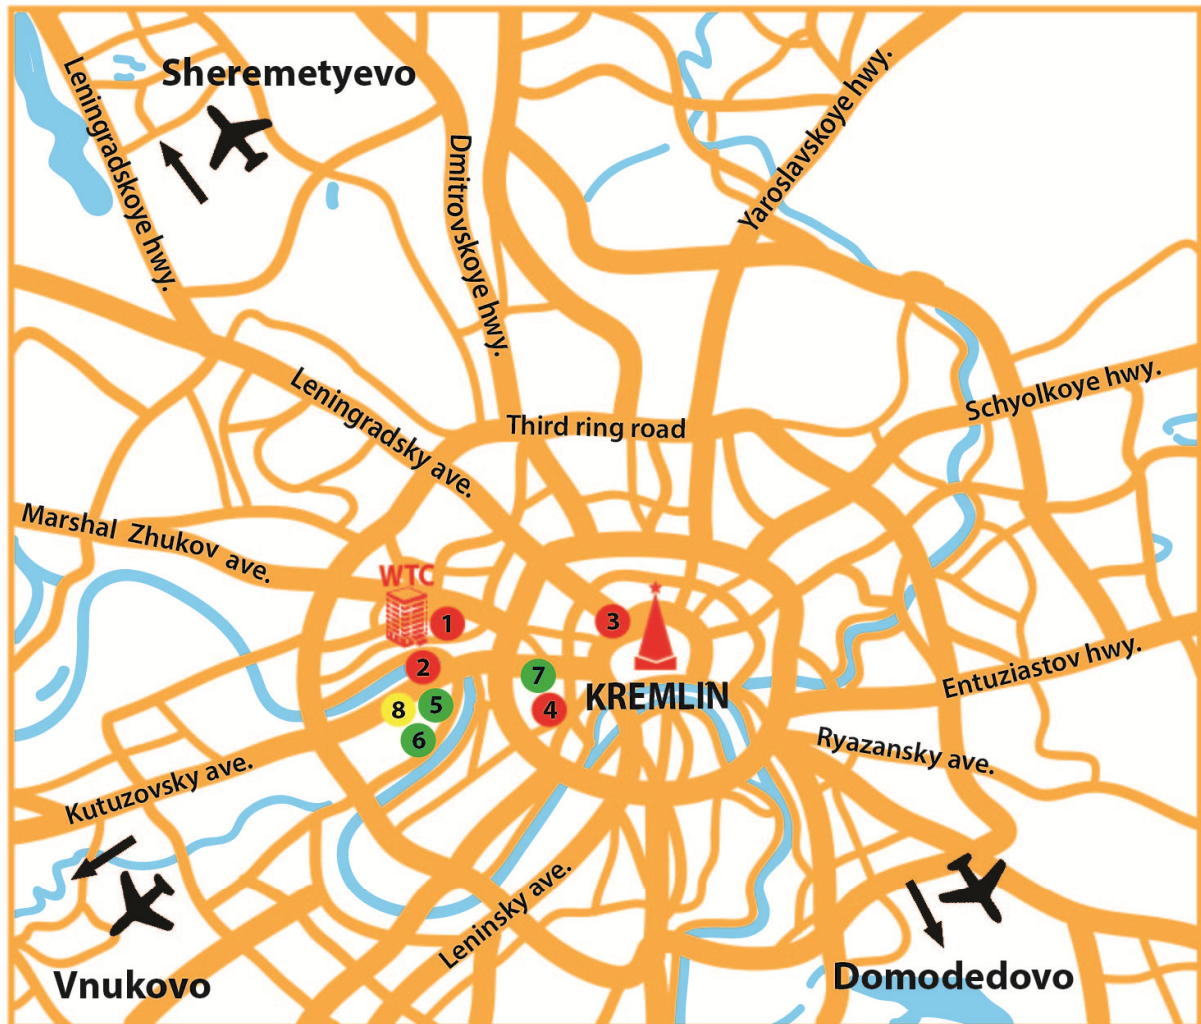 Sheremetyevo
Leningradskoye hwy.
Dmitrovskoye hwy.
Yaroslavskoye hwy.
Schyolkoye hwy.
Leningradsky ave.
Third ring road
Marshal Zhukov ave.
WTC
1
3
2
7
KREMLIN
8
5
4
6
Entuziastov hwy.
Ryazansky ave.
Kutuzovsky ave.
Leninsky ave.
Vnukovo
Domodedovo